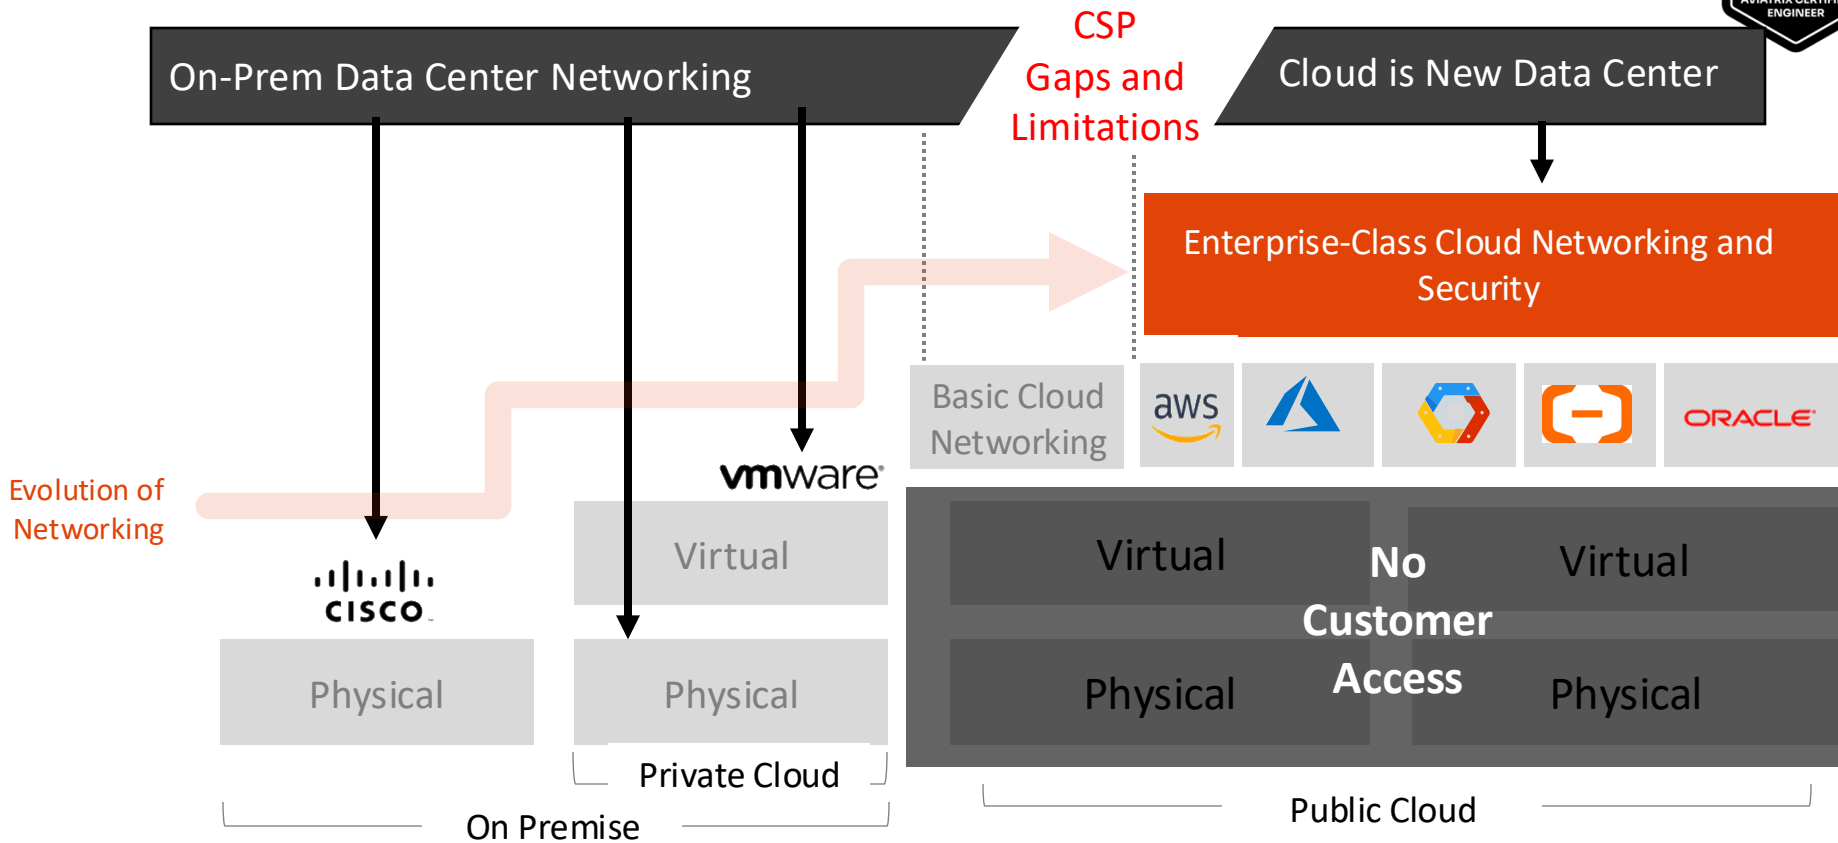 AVIATRIX CERTIFIE
ENGINEER
On-Prem Data Center Networking
CSP
Gaps and
Limitations
Cloud is New Data Center
Enterprise-Class Cloud Networking and
Security
Basic Cloud
Networking
aws
ORACLE
Evolution of
Networking
vmware
CISCO
Virtual
Physical
Physical
Virtual
Virtual
No
Customer
Access
Physical
Physical
Private Cloud
On Premise
Public Cloud